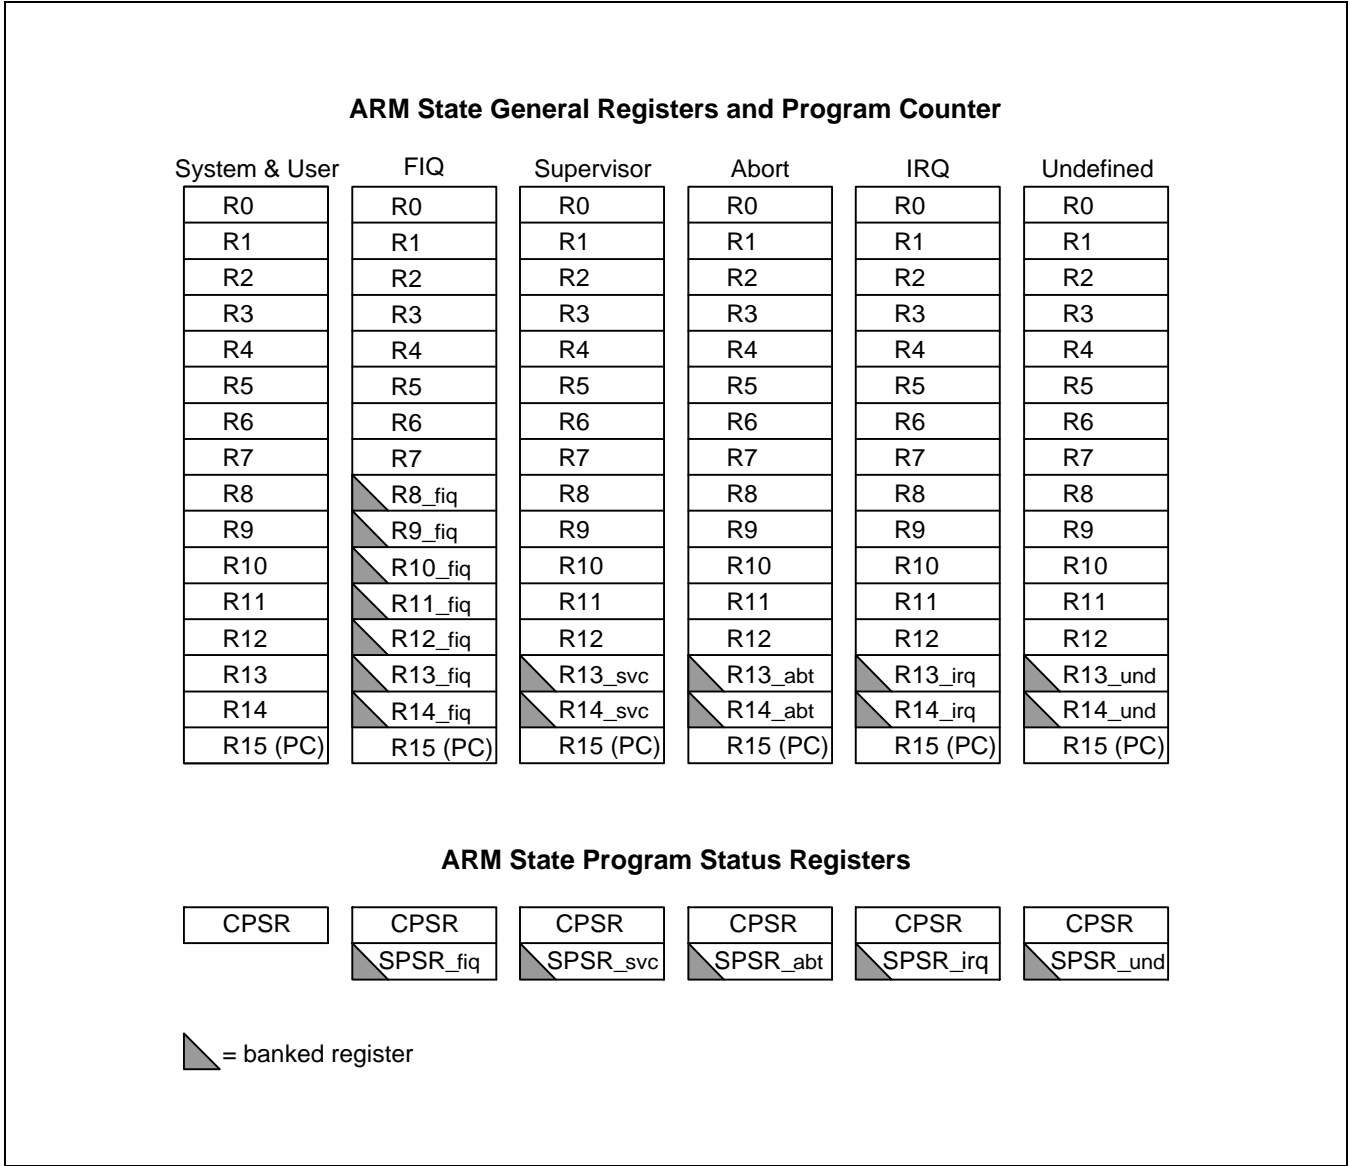 ARM State General Registers and Program Counter
System & User FIQ Supervisor Abort IRQ Undefined
R0 R0 R0 R0 R0 R0
R1 R1 R1 R1 R1 R1
R2 R2 R2 R2 R2 R2
R3 R3 R3 R3 R3 R3
R4 R4 R4 R4 R4 R4
R5 R5 R5 R5 R5 R5
R6 R6 R6 R6 R6 R6
R7 R7 R7 R7 R7 R7
R8 R8_fiq R8 R8 R8 R8
R9 R9_fiq R9 R9 R9 R9
R10 R10_fiq R10 R10 R10 R10
R11 R11_fiq R11 R11 R11 R11
R12 R12_fiq R12 R12 R12 R12
R13 R13_fiq R13_svc R13_abt R13_irq R13_und
R14 R14_fiq R14_svc R14_abt R14_irq R14_und
R15 (PC) R15 (PC) R15 (PC) R15 (PC) R15 (PC) R15 (PC)
ARM State Program Status Registers
CPSR CPSR CPSR CPSR CPSR CPSR
SPSR_fiq SPSR_svc SPSR_abt SPSR_irq SPSR_und
= banked register